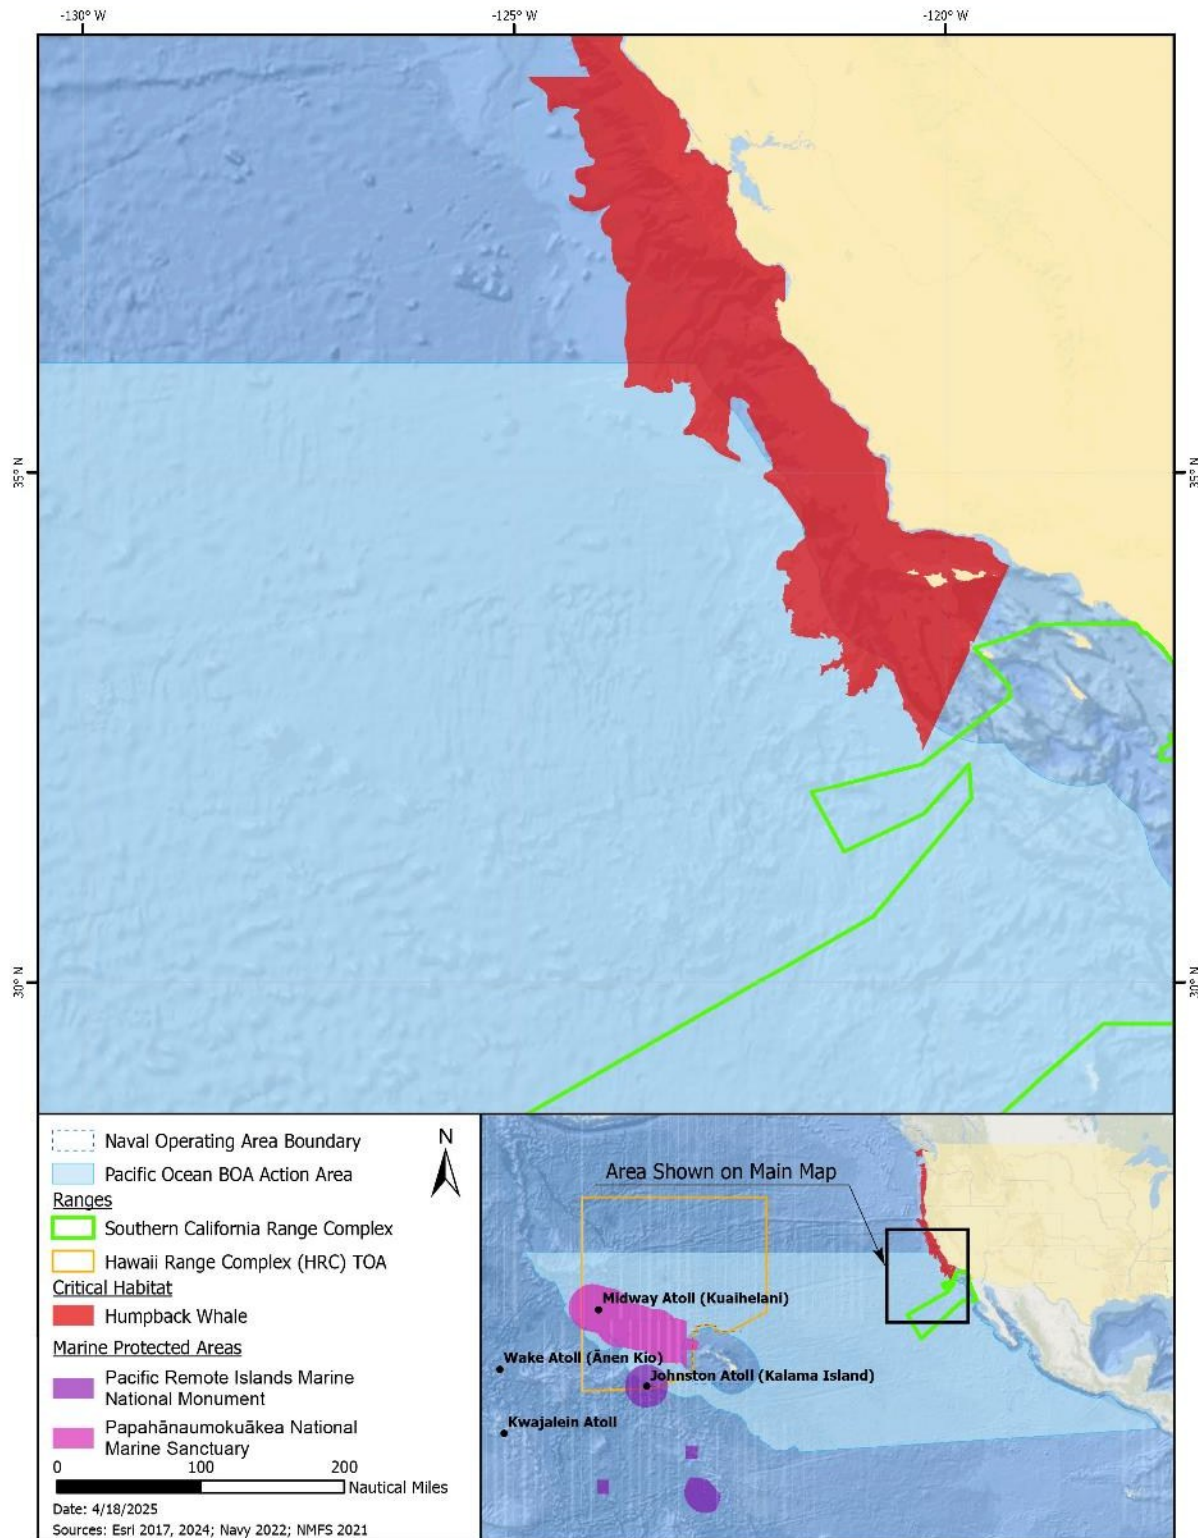 -130° W
-125° W
-120° W
35° N
35° N
30° N
30° N
Naval Operating Area Boundary
Pacific Ocean BOA Action Area
Ranges
Southern California Range Complex
Hawaii Range Complex (HRC) TOA
Critical Habitat
Humpback Whale
Marine Protected Areas
Pacific Remote Islands Marine
National Monument
Papahānaumokuākea National
Marine Sanctuary
N
0
100
200
Nautical Miles
Date: 4/18/2025
Sources: Esri 2017, 2024; Navy 2022; NMFS 2021
Area Shown on Main Map
Midway Atoll (Kuaihelani)
Wake Atoll (Ānen Kio)
Johnston Atoll (Kalama Island)
Kwajalein Atoll